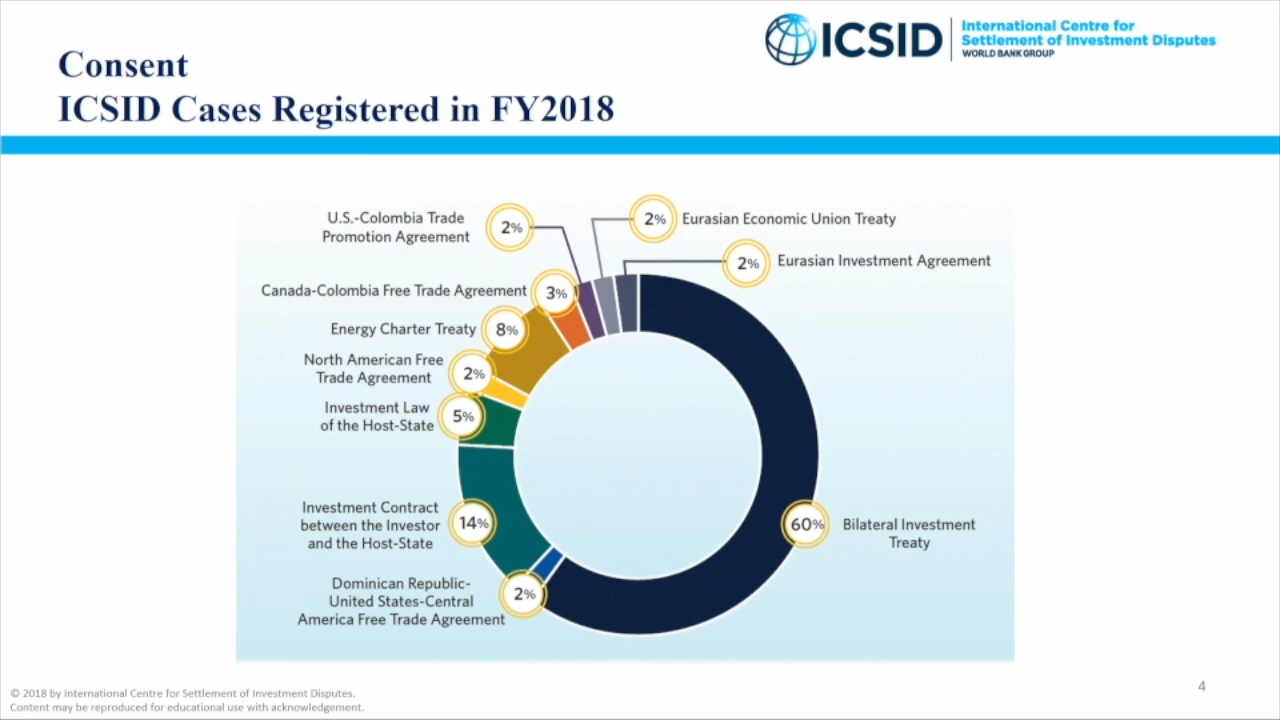 Consent
ICSID Cases Registered in FY2018
ICSID
International Centre for
Settlement of Investment Disputes
WORLD BANK GROUP
U.S.-Colombia Trade
Promotion Agreement
2%
2%
Eurasian Economic Union Treaty
2%
Eurasian Investment Agreement
Canada-Colombia Free Trade Agreement
3%
Energy Charter Treaty
8%
North American Free
Trade Agreement
2%
Investment Law
of the Host-State
5%
Investment Contract
between the Investor
and the Host-State
14%
60%
Bilateral Investment
Treaty
Dominican Republic-
United States-Central
America Free Trade Agreement
2%
© 2018 by International Centre for Settlement of Investment Disputes.
Content may be reproduced for educational use with acknowledgement.
4